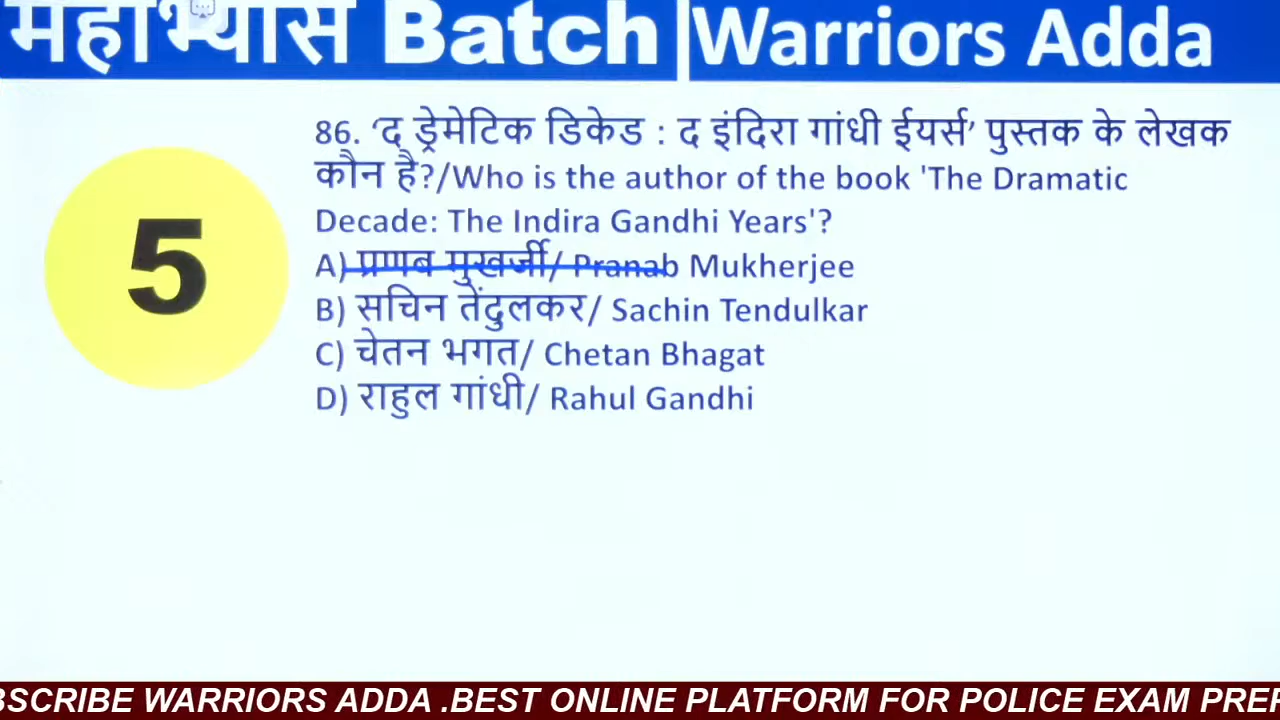 महाभ्यास Batch Warriors Adda
5
86. ‘द ड्रेमेटिक डिकेड : द इंदिरा गांधी ईयर्स’ पुस्तक के लेखक
कौन है?/Who is the author of the book 'The Dramatic
Decade: The Indira Gandhi Years'?
A) प्रणब मुखर्जी/ Pranab Mukherjee
B) सचिन तेंदुलकर/ Sachin Tendulkar
C) चेतन भगत/ Chetan Bhagat
D) राहुल गांधी/ Rahul Gandhi
BSCRIBE WARRIORS ADDA .BEST ONLINE PLATFORM FOR POLICE EXAM PREP